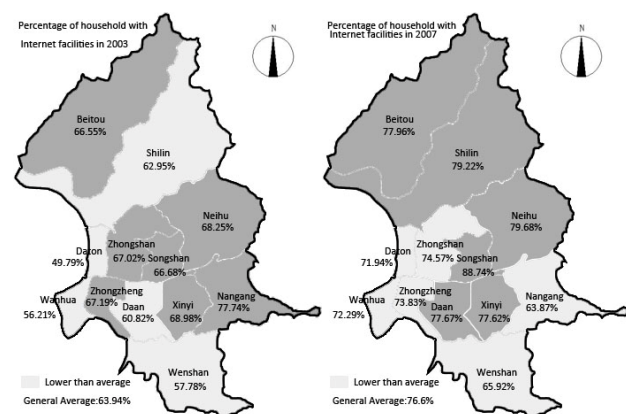 Percentage of household with
Internet facilities in 2003
N
Beitou
66.55%
Shilin
62.95%
Neihu
68.25%
Zhongshan
67.02%
Songshan
66.68%
Daton
49.79%
Wanhua
56.21%
Zhongzheng
67.19%
Daan
60.82%
Xinyi
68.98%
Nangang
77.74%
Wenshan
57.78%
Lower than average
General Average:63.94%
Percentage of household with
Internet facilities in 2007
N
Beitou
77.96%
Shilin
79.22%
Neihu
79.68%
Zhongshan
74.57%
Songshan
88.74%
Daton
71.94%
Wanhua
72.29%
Zhongzheng
73.83%
Daan
77.67%
Xinyi
77.62%
Nangang
63.87%
Wenshan
65.92%
Lower than average
General Average:76.6%